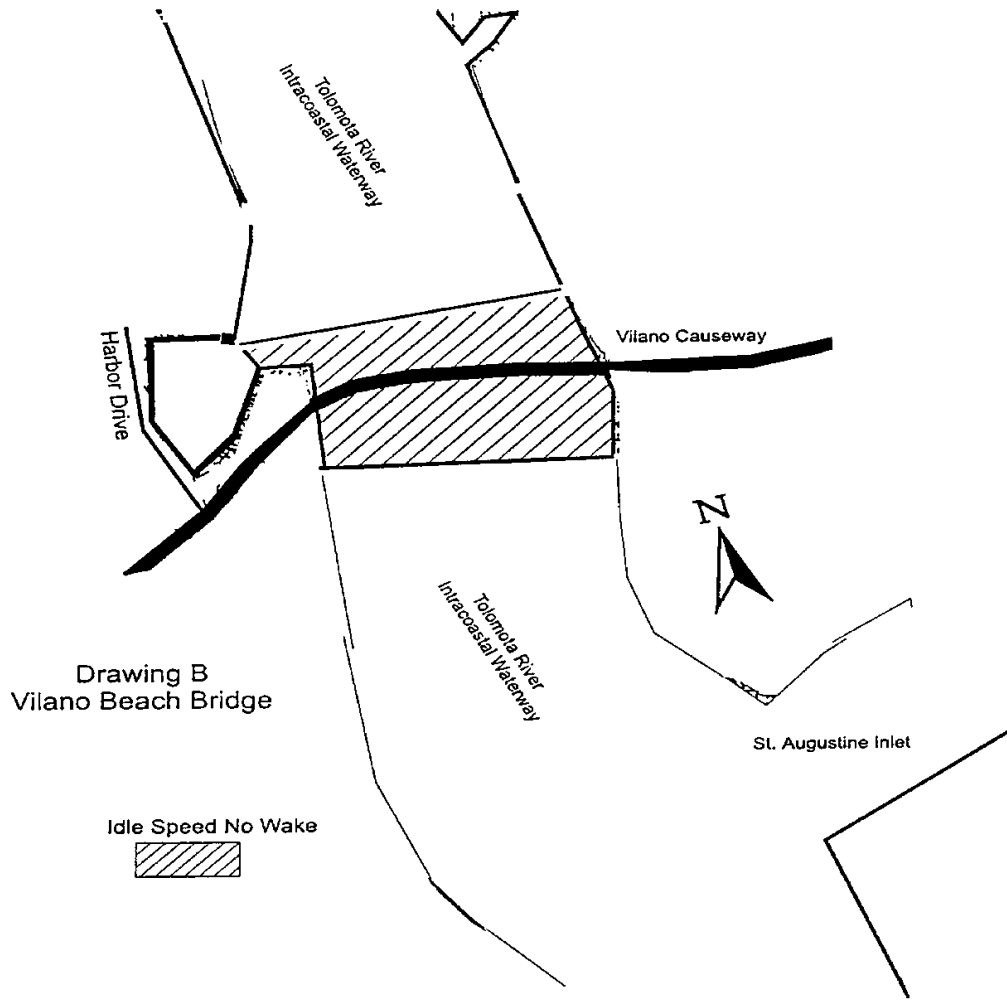 Tolomota River
Intracoastal Waterway
Vilano Causeway
Harbor Drive
N
Tolomota River
Intracoastal Waterway
Drawing B
Vilano Beach Bridge
St. Augustine Inlet
Idle Speed No Wake